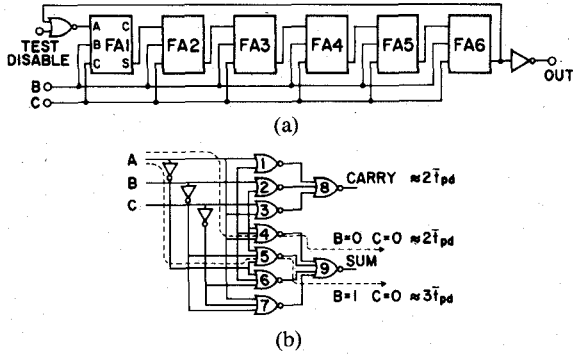 TEST
DISABLE
A C
B
C S
FA1
FA2
FA3
FA4
FA5
FA6
B
C
OUT
(a)
A
B
C
1
2
3
4
5
6
7
8
9
CARRY ≈2t̄pd
B=0 C=0 ≈2t̄pd
SUM
B=1 C=0 ≈3t̄pd
(b)